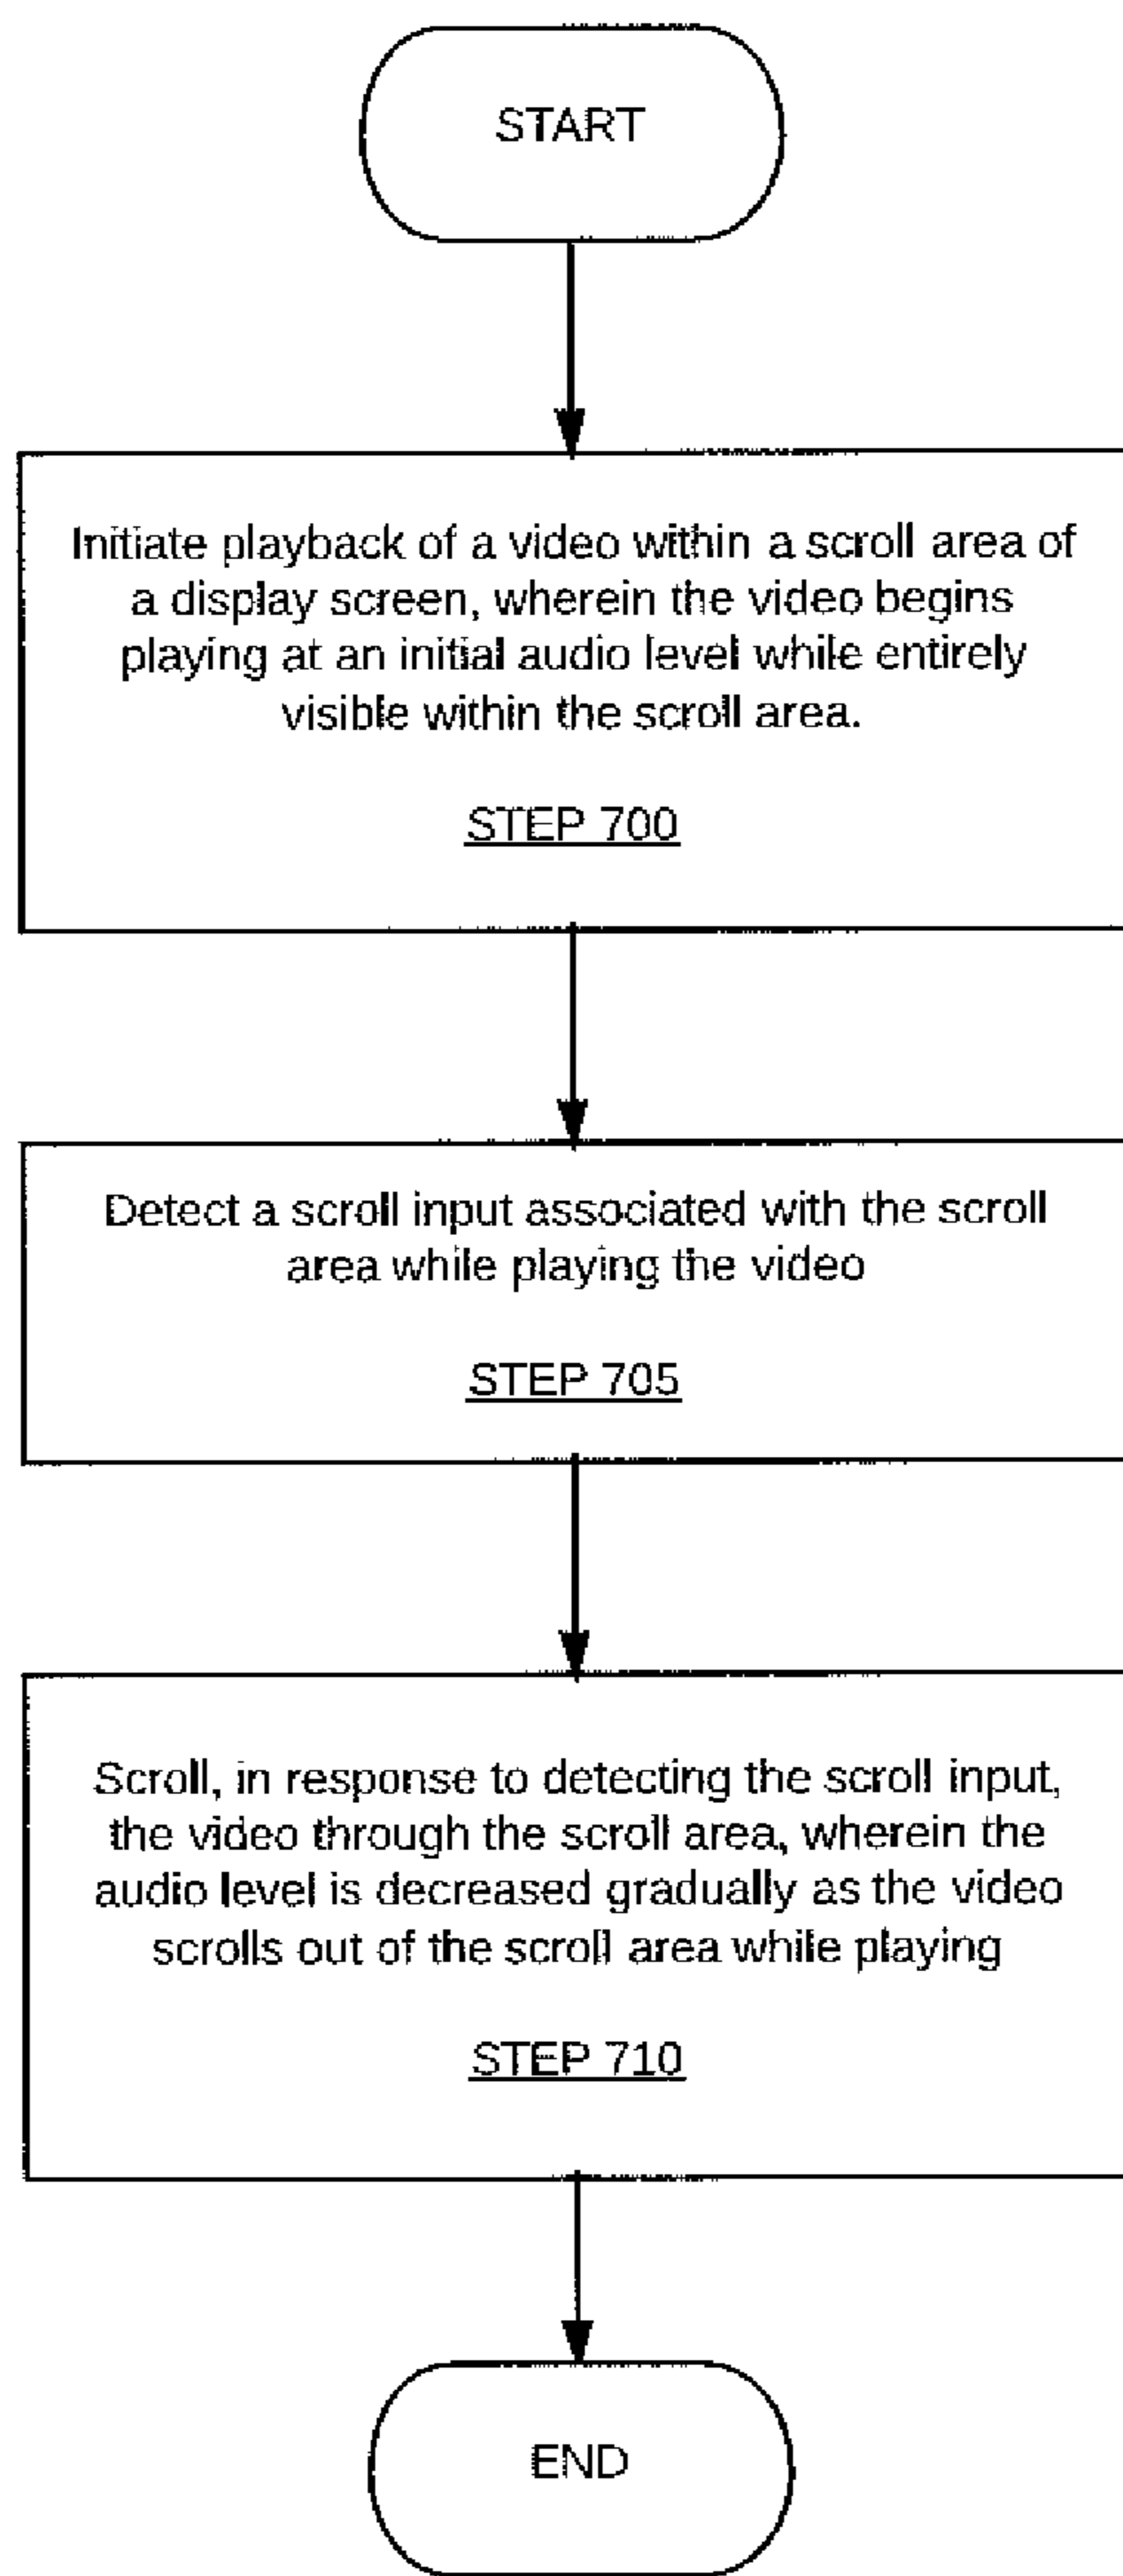 START
Initiate playback of a video within a scroll area of
a display screen, wherein the video begins
playing at an initial audio level while entirely
visible within the scroll area.
STEP 700
Detect a scroll input associated with the scroll
area while playing the video
STEP 705
Scroll, in response to detecting the scroll input,
the video through the scroll area, wherein the
audio level is decreased gradually as the video
scrolls out of the scroll area while playing
STEP 710
END